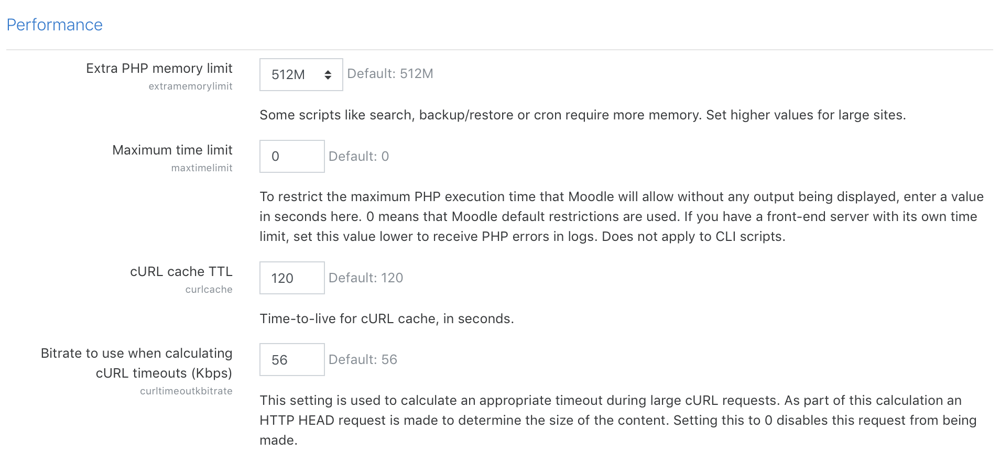 Performance
Extra PHP memory limit
extramemorylimit
512M
Default: 512M
Some scripts like search, backup/restore or cron require more memory. Set higher values for large sites.
Maximum time limit
maxtimelimit
0
Default: 0
To restrict the maximum PHP execution time that Moodle will allow without any output being displayed, enter a value
in seconds here. 0 means that Moodle default restrictions are used. If you have a front-end server with its own time
limit, set this value lower to receive PHP errors in logs. Does not apply to CLI scripts.
cURL cache TTL
curlcache
120
Default: 120
Time-to-live for cURL cache, in seconds.
Bitrate to use when calculating
cURL timeouts (Kbps)
curltimeoutkbitrate
56
Default: 56
This setting is used to calculate an appropriate timeout during large cURL requests. As part of this calculation an
HTTP HEAD request is made to determine the size of the content. Setting this to 0 disables this request from being
made.